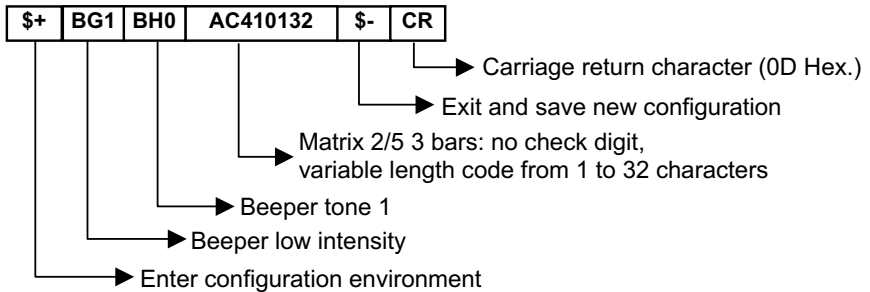 $+ BG1 BH0 AC410132 $- CR
Carriage return character (0D Hex.)
Exit and save new configuration
Matrix 2/5 3 bars: no check digit,
variable length code from 1 to 32 characters
Beeper tone 1
Beeper low intensity
Enter configuration environment